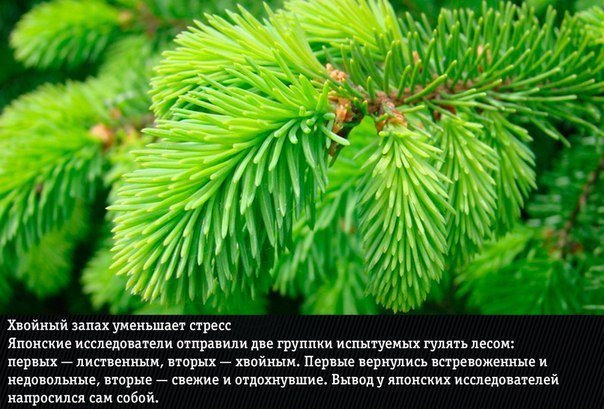 Хвойный запах уменьшает стресс
Японские исследователи отправили две группки испытуемых гулять лесом:
первых — лиственным, вторых — хвойным. Первые вернулись встревоженные и
недовольные, вторые — свежие и отдохнувшие. Вывод у японских исследователей
напросился сам собой.